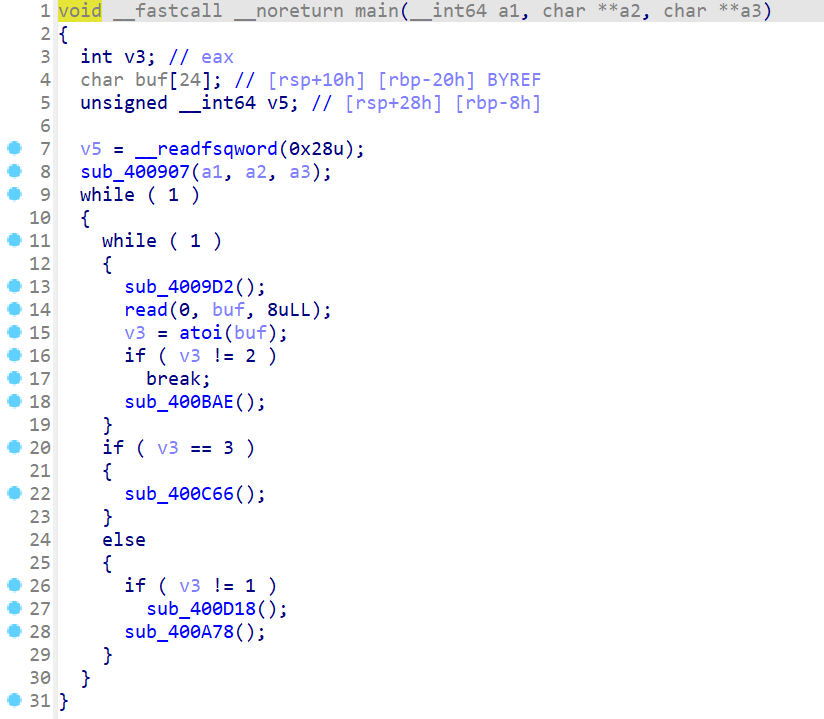 1 void __fastcall __noreturn main(__int64 a1, char **a2, char **a3)
2 {
3   int v3; // eax
4   char buf[24]; // [rsp+10h] [rbp-20h] BYREF
5   unsigned __int64 v5; // [rsp+28h] [rbp-8h]
6
7   v5 = __readfsqword(0x28u);
8   sub_400907(a1, a2, a3);
9   while ( 1 )
10   {
11     while ( 1 )
12     {
13       sub_4009D2();
14       read(0, buf, 8uLL);
15       v3 = atoi(buf);
16       if ( v3 != 2 )
17         break;
18       sub_400BAE();
19     }
20     if ( v3 == 3 )
21     {
22       sub_400C66();
23     }
24     else
25     {
26       if ( v3 != 1 )
27         sub_400D18();
28       sub_400A78();
29     }
30   }
31 }